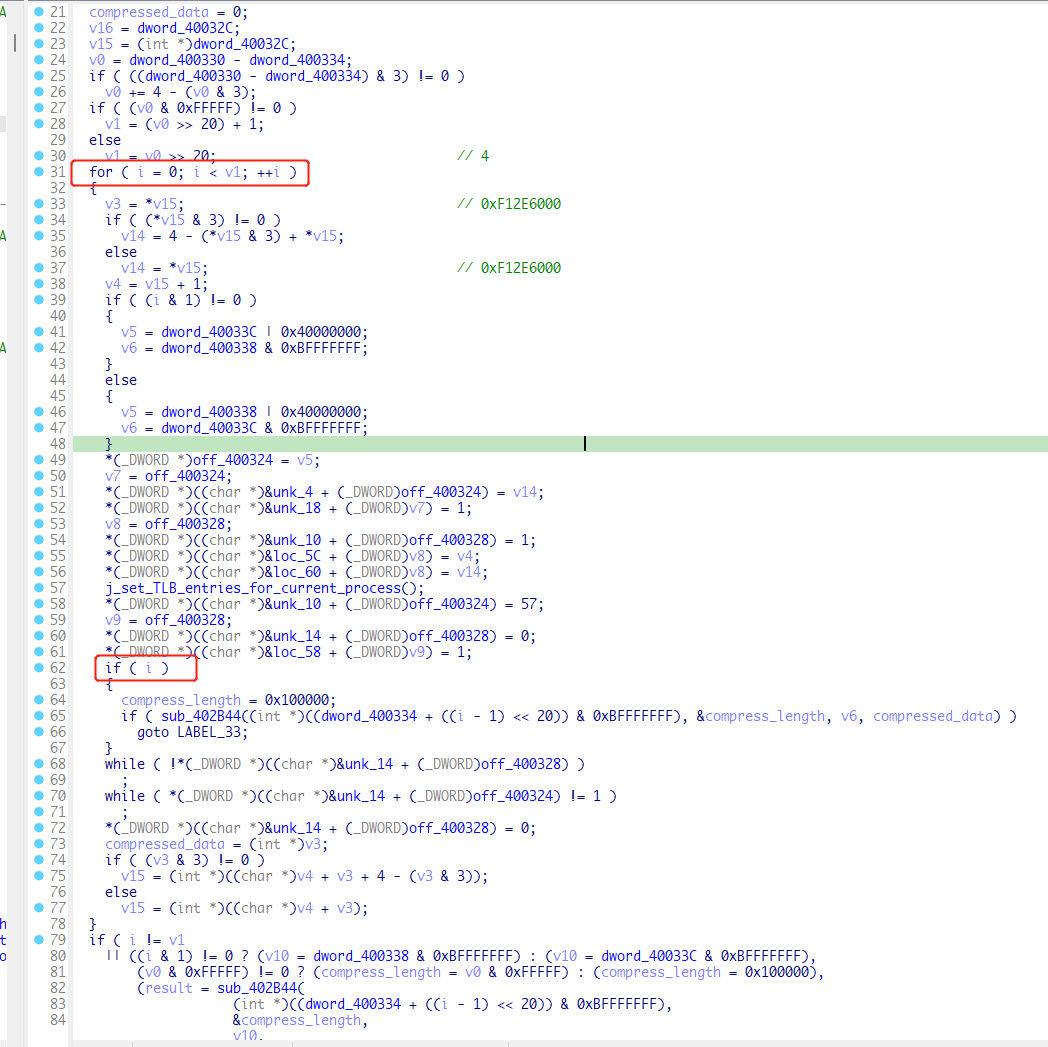 21 compressed_data = 0;
22 v16 = dword_40032C;
23 v15 = (int *)dword_40032C;
24 v0 = dword_400330 - dword_400334;
25 if ( ((dword_400330 - dword_400334) & 3) != 0 )
26 v0 += 4 - (v0 & 3);
27 if ( (v0 & 0xFFFFF) != 0 )
28 v1 = (v0 >> 20) + 1;
29 else
30 v1 = v0 >> 20; // 4
31 for ( i = 0; i < v1; ++i )
32 {
33 v3 = *v15; // 0xF12E6000
34 if ( (*v15 & 3) != 0 )
35 v14 = 4 - (*v15 & 3) + *v15;
36 else
37 v14 = *v15; // 0xF12E6000
38 v4 = v15 + 1;
39 if ( (i & 1) != 0 )
40 {
41 v5 = dword_40033C | 0x40000000;
42 v6 = dword_400338 & 0xBFFFFFFF;
43 }
44 else
45 {
46 v5 = dword_400338 | 0x40000000;
47 v6 = dword_40033C & 0xBFFFFFFF;
48 }
49 *(_DWORD *)off_400324 = v5;
50 v7 = off_400324;
51 *(_DWORD *)((char *)&unk_4 + (_DWORD)off_400324) = v14;
52 *(_DWORD *)((char *)&unk_18 + (_DWORD)v7) = 1;
53 v8 = off_400328;
54 *(_DWORD *)((char *)&unk_10 + (_DWORD)off_400328) = 1;
55 *(_DWORD *)((char *)&loc_5C + (_DWORD)v8) = v4;
56 *(_DWORD *)((char *)&loc_60 + (_DWORD)v8) = v14;
57 j_set_TLB_entries_for_current_process();
58 *(_DWORD *)((char *)&unk_10 + (_DWORD)off_400324) = 57;
59 v9 = off_400328;
60 *(_DWORD *)((char *)&unk_14 + (_DWORD)off_400328) = 0;
61 *(_DWORD *)((char *)&loc_58 + (_DWORD)v9) = 1;
62 if ( i )
63 {
64 compress_length = 0x100000;
65 if ( sub_402B44((int *)((dword_400334 + ((i - 1) << 20)) & 0xBFFFFFFF), &compress_length, v6, compressed_data) )
66 goto LABEL_33;
67 }
68 while ( !*(_DWORD *)((char *)&unk_14 + (_DWORD)off_400328) )
69 ;
70 while ( *(_DWORD *)((char *)&unk_14 + (_DWORD)off_400324) != 1 )
71 ;
72 *(_DWORD *)((char *)&unk_14 + (_DWORD)off_400328) = 0;
73 compressed_data = (int *)v3;
74 if ( (v3 & 3) != 0 )
75 v15 = (int *)((char *)v4 + v3 + 4 - (v3 & 3));
76 else
77 v15 = (int *)((char *)v4 + v3);
78 }
79 if ( i != v1
80 || ((i & 1) != 0 ? (v10 = dword_400338 & 0xBFFFFFFF) : (v10 = dword_40033C & 0xBFFFFFFF),
81 (v0 & 0xFFFFF) != 0 ? (compress_length = v0 & 0xFFFFF) : (compress_length = 0x100000),
82 (result = sub_402B44(
83 (int *)((dword_400334 + ((i - 1) << 20)) & 0xBFFFFFFF),
84 &compress_length,
v10,